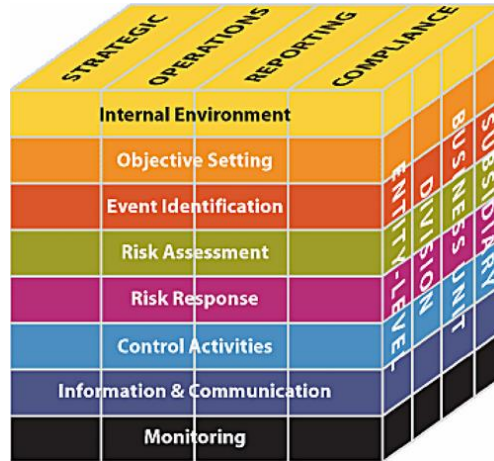 STRATEGIC
OPERATIONS
REPORTING
COMPLIANCE
Internal Environment
Objective Setting
Event Identification
Risk Assessment
Risk Response
Control Activities
Information & Communication
Monitoring
ENTITY-LEVEL
DIVISION
BUSINESS UNIT
SUBSIDIARY